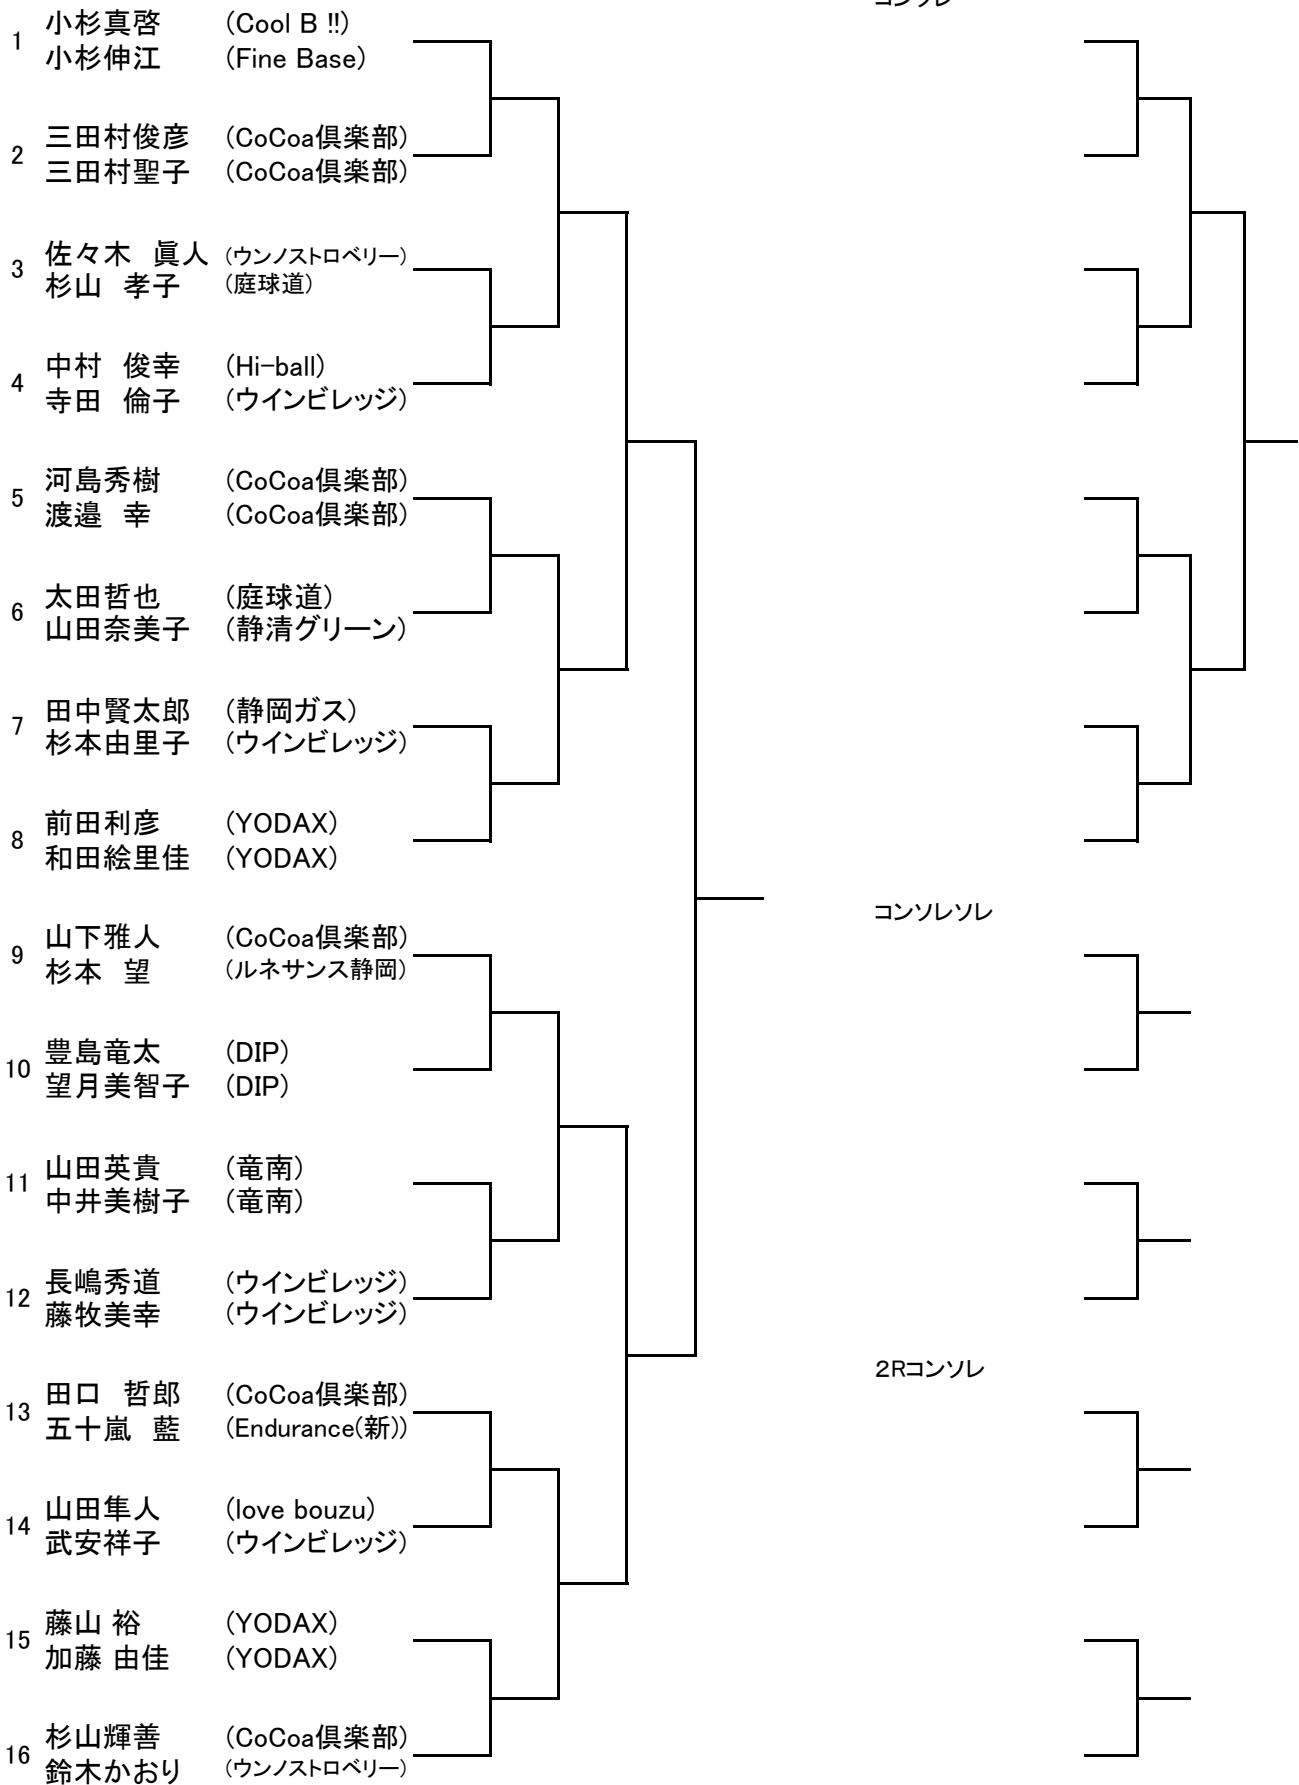 コンソレ
1 小杉真啓 (Cool B !!)
小杉伸江 (Fine Base)
2 三田村俊彦 (CoCoa倶楽部)
三田村聖子 (CoCoa倶楽部)
3 佐々木　眞人 (ウンノストロベリー)
杉山　孝子 (庭球道)
4 中村　俊幸 (Hi-ball)
寺田　倫子 (ウインビレッジ)
5 河島秀樹 (CoCoa倶楽部)
渡邉　幸 (CoCoa倶楽部)
6 太田哲也 (庭球道)
山田奈美子 (静清グリーン)
7 田中賢太郎 (静岡ガス)
杉本由里子 (ウインビレッジ)
8 前田利彦 (YODAX)
和田絵里佳 (YODAX)
コンソレソレ
9 山下雅人 (CoCoa倶楽部)
杉本　望 (ルネサンス静岡)
10 豊島竜太 (DIP)
望月美智子 (DIP)
11 山田英貴 (竜南)
中井美樹子 (竜南)
12 長嶋秀道 (ウインビレッジ)
藤牧美幸 (ウインビレッジ)
2Rコンソレ
13 田口　哲郎 (CoCoa倶楽部)
五十嵐　藍 (Endurance(新))
14 山田隼人 (love bouzu)
武安祥子 (ウインビレッジ)
15 藤山 裕 (YODAX)
加藤 由佳 (YODAX)
16 杉山輝善 (CoCoa倶楽部)
鈴木かおり (ウンノストロベリー)